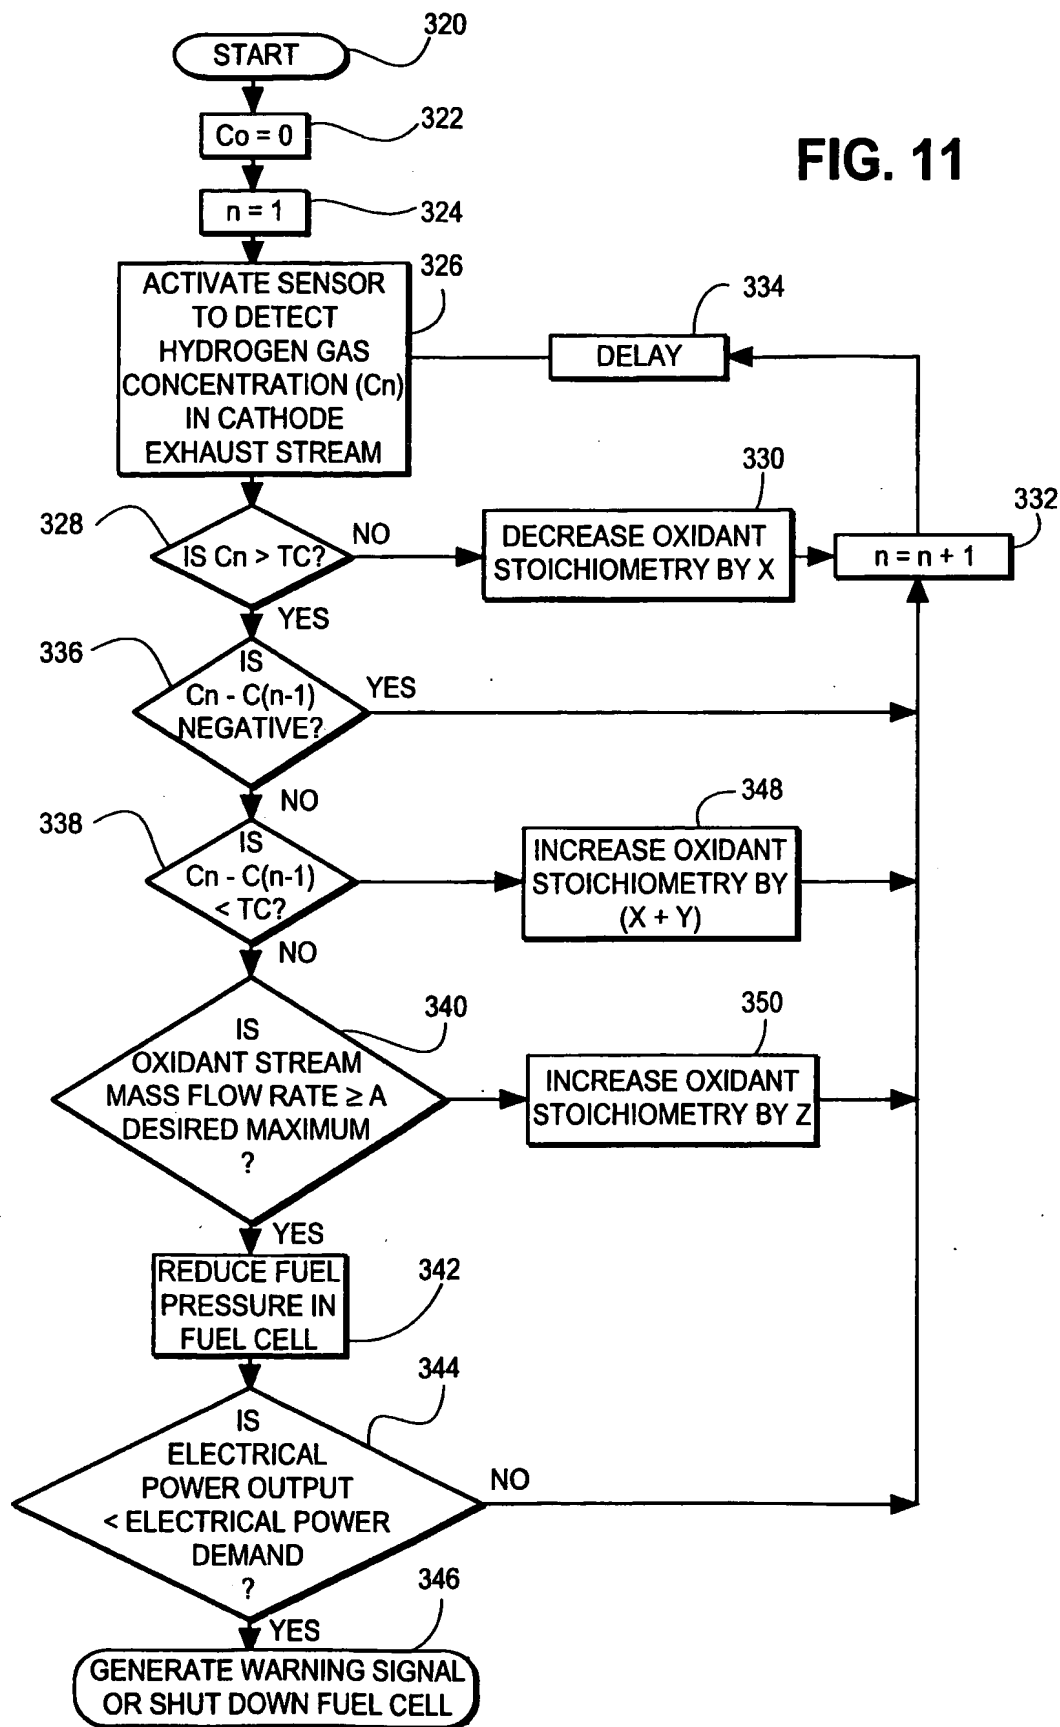 320
START
322
Co = 0
FIG. 11
324
n = 1
326
ACTIVATE SENSOR
TO DETECT
HYDROGEN GAS
CONCENTRATION (Cn)
IN CATHODE
EXHAUST STREAM
334
DELAY
328
IS Cn > TC?
NO
YES
330
DECREASE OXIDANT
STOICHIOMETRY BY X
332
n = n + 1
336
IS
Cn - C(n-1)
NEGATIVE?
YES
NO
338
IS
Cn - C(n-1)
< TC?
NO
348
INCREASE OXIDANT
STOICHIOMETRY BY
(X + Y)
340
IS
OXIDANT STREAM
MASS FLOW RATE ≥ A
DESIRED MAXIMUM
?
YES
350
INCREASE OXIDANT
STOICHIOMETRY BY Z
342
REDUCE FUEL
PRESSURE IN
FUEL CELL
344
IS
ELECTRICAL
POWER OUTPUT
< ELECTRICAL POWER
DEMAND
?
NO
YES
346
GENERATE WARNING SIGNAL
OR SHUT DOWN FUEL CELL